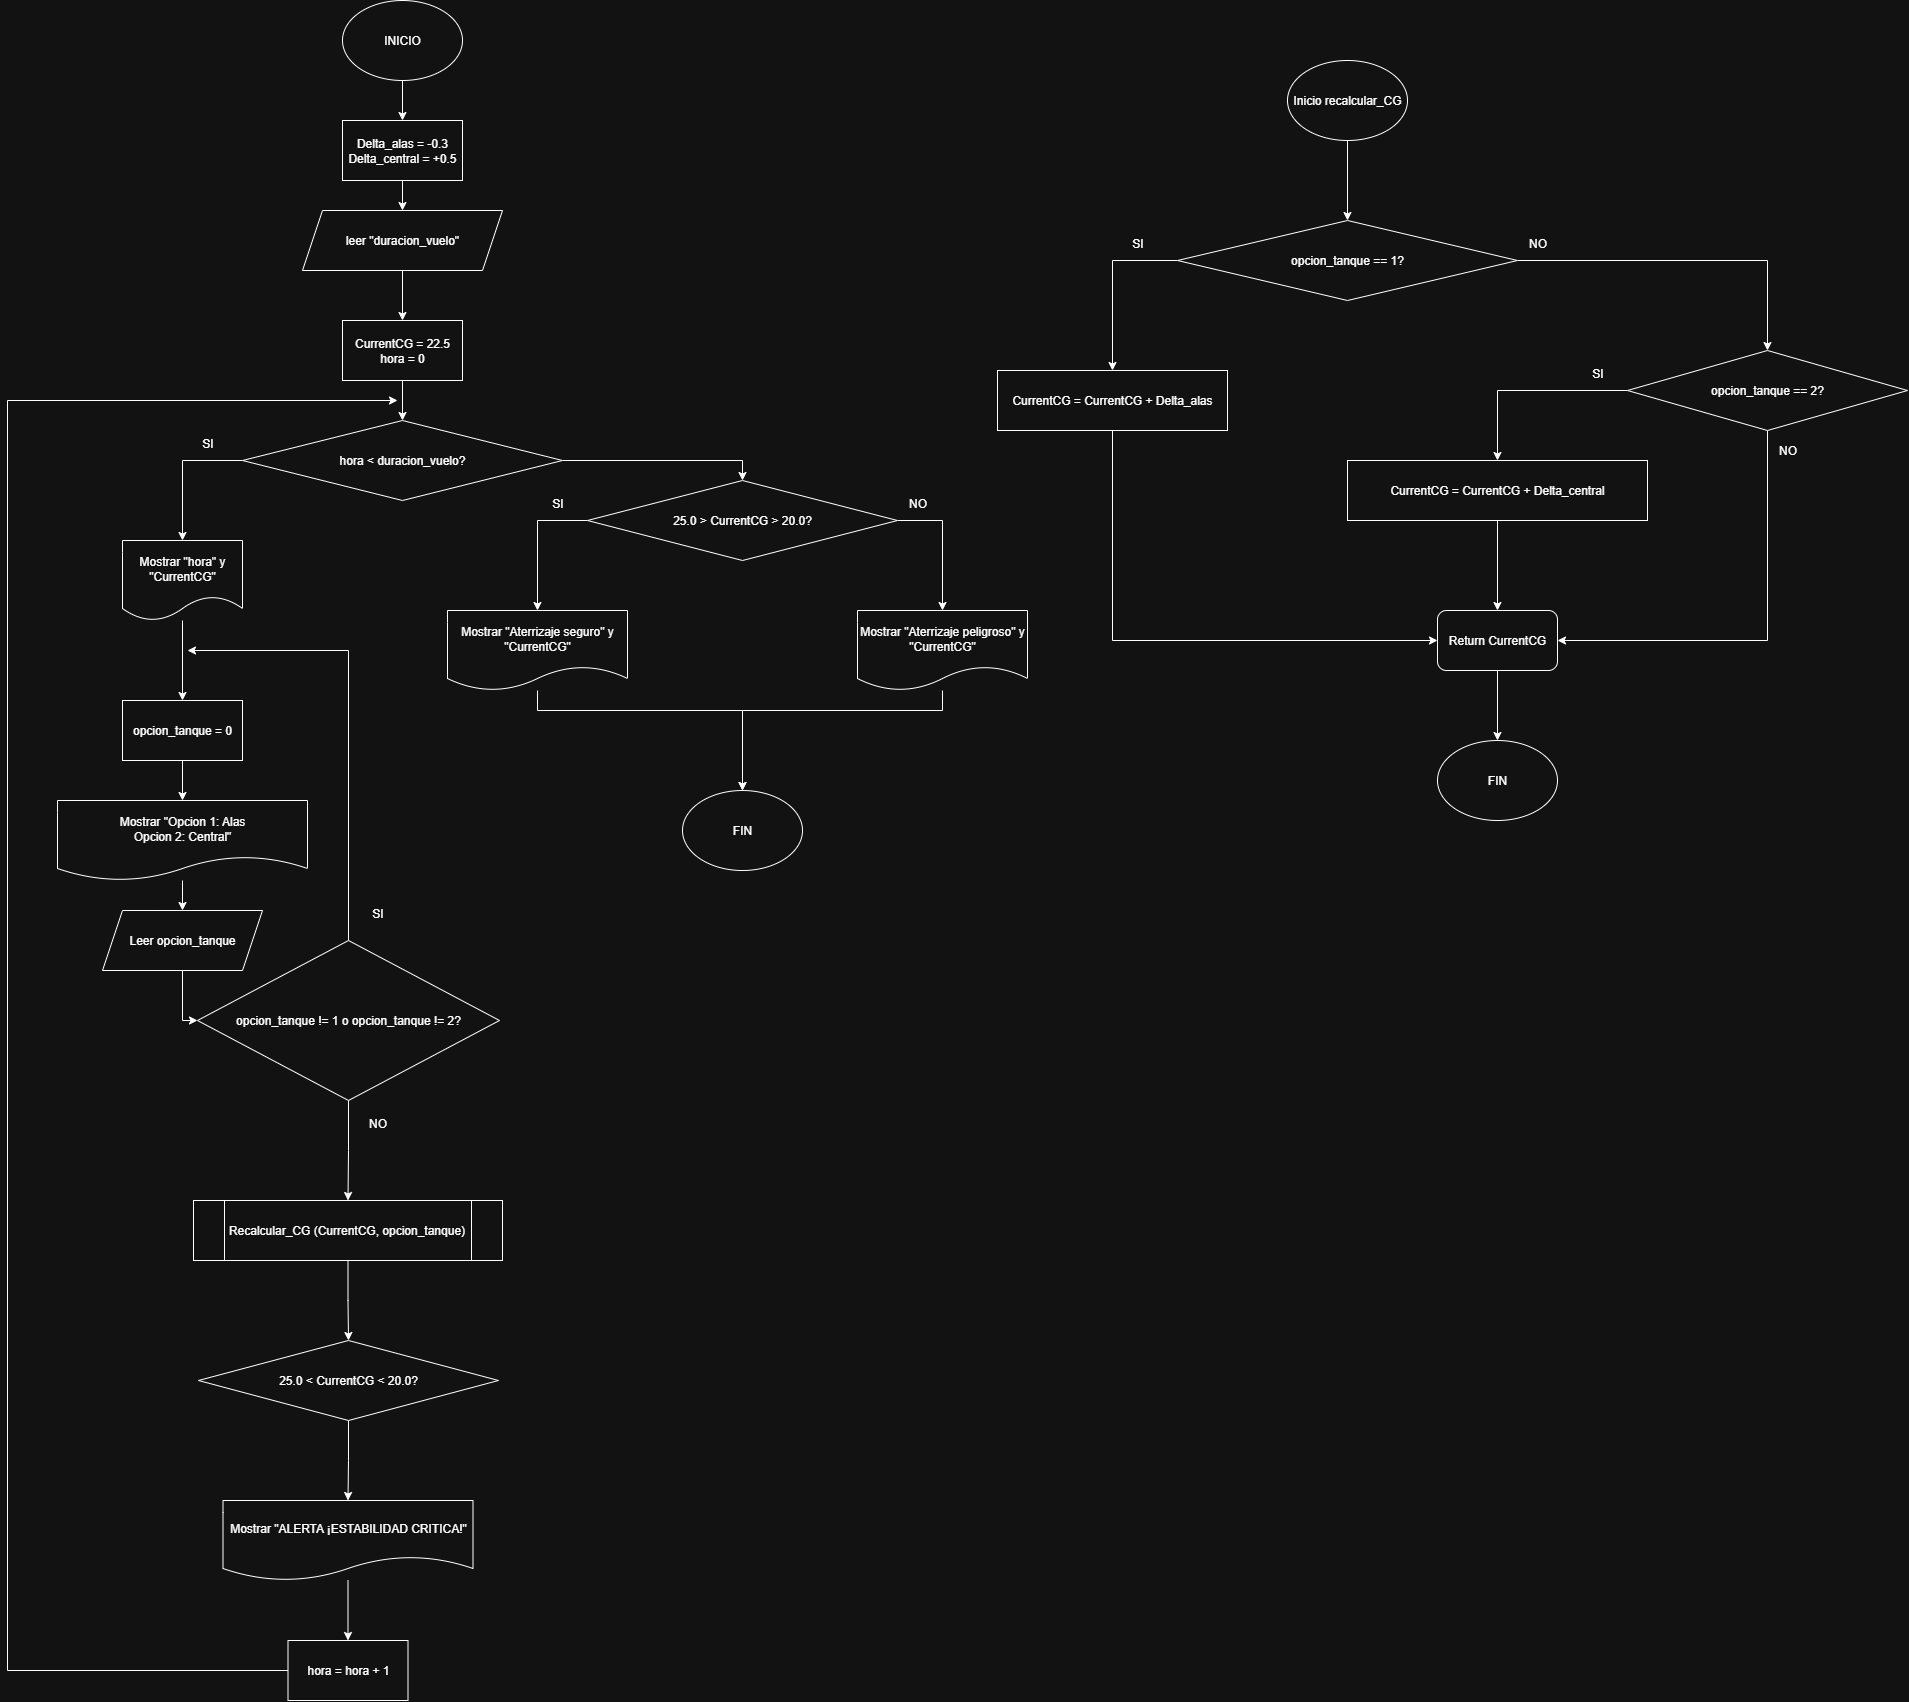 INICIO
Delta_alas = -0.3
Delta_central = +0.5
leer "duracion_vuelo"
CurrentCG = 22.5
hora = 0
hora < duracion_vuelo?
SI
Mostrar "hora" y
"CurrentCG"
opcion_tanque = 0
Mostrar "Opcion 1: Alas
Opcion 2: Central"
Leer opcion_tanque
SI
opcion_tanque != 1 o opcion_tanque != 2?
NO
Recalcular_CG (CurrentCG, opcion_tanque)
25.0 < CurrentCG < 20.0?
Mostrar "ALERTA ¡ESTABILIDAD CRITICA!"
hora = hora + 1
25.0 > CurrentCG > 20.0?
SI
NO
Mostrar "Aterrizaje seguro" y
"CurrentCG"
Mostrar "Aterrizaje peligroso" y
"CurrentCG"
FIN
Inicio recalcular_CG
opcion_tanque == 1?
SI
NO
CurrentCG = CurrentCG + Delta_alas
opcion_tanque == 2?
SI
NO
CurrentCG = CurrentCG + Delta_central
Return CurrentCG
FIN